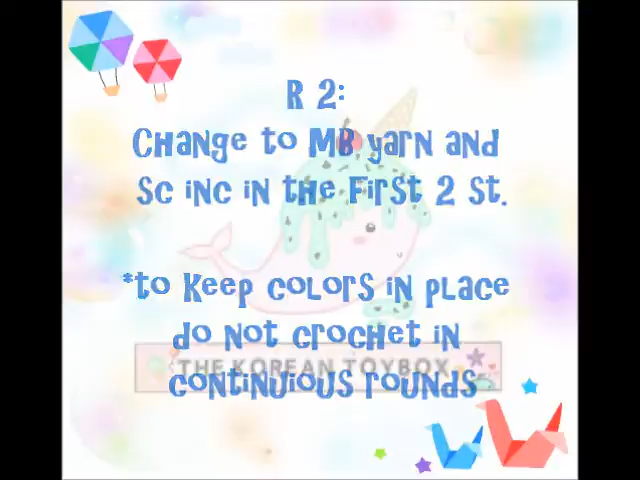 R 2:
Change to MB yarn and
Sc inc in the First 2 St.
*to Keep colors in place
do not crochet in
THE KOREAN TOYBOX
continuious rounds